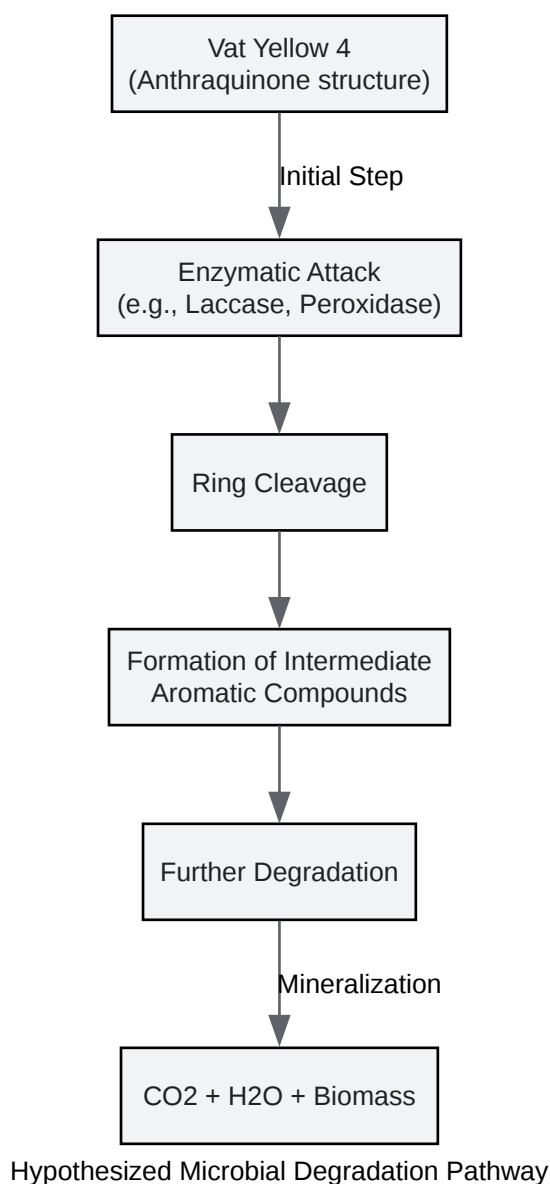 Vat Yellow 4
(Anthraquinone structure)
Initial Step
Enzymatic Attack
(e.g., Laccase, Peroxidase)
Ring Cleavage
Formation of Intermediate
Aromatic Compounds
Further Degradation
Mineralization
CO2 + H2O + Biomass
Hypothesized Microbial Degradation Pathway